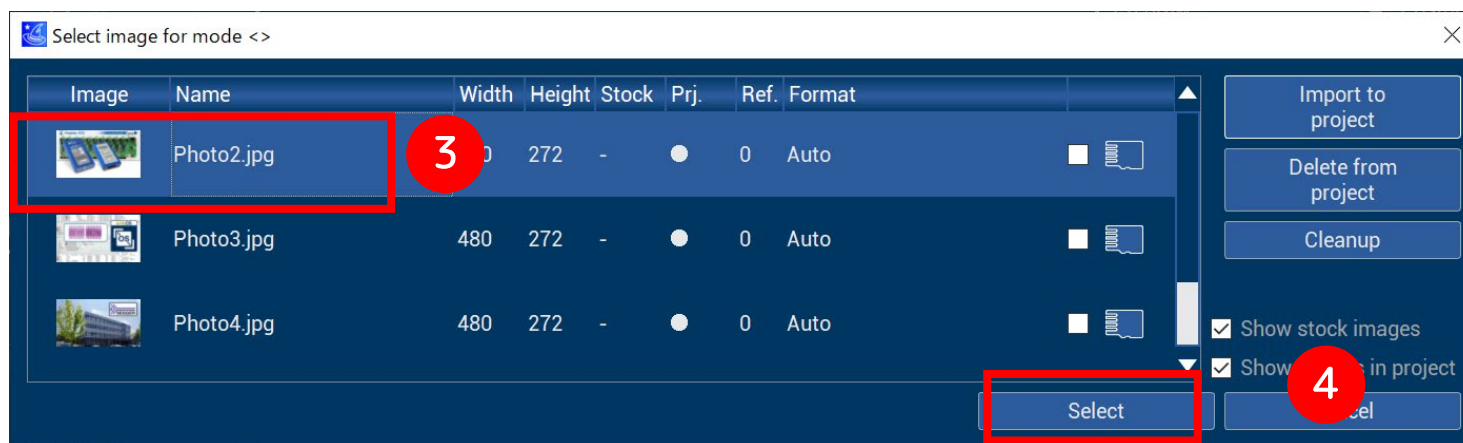 Select image for mode <>
Image Name Width Height Stock Prj. Ref. Format
Import to
project
Photo2.jpg 3 272 - 0 Auto
Delete from
project
Photo3.jpg 480 272 - 0 Auto
Cleanup
Photo4.jpg 480 272 - 0 Auto
Show stock images
Show in project
4
Select